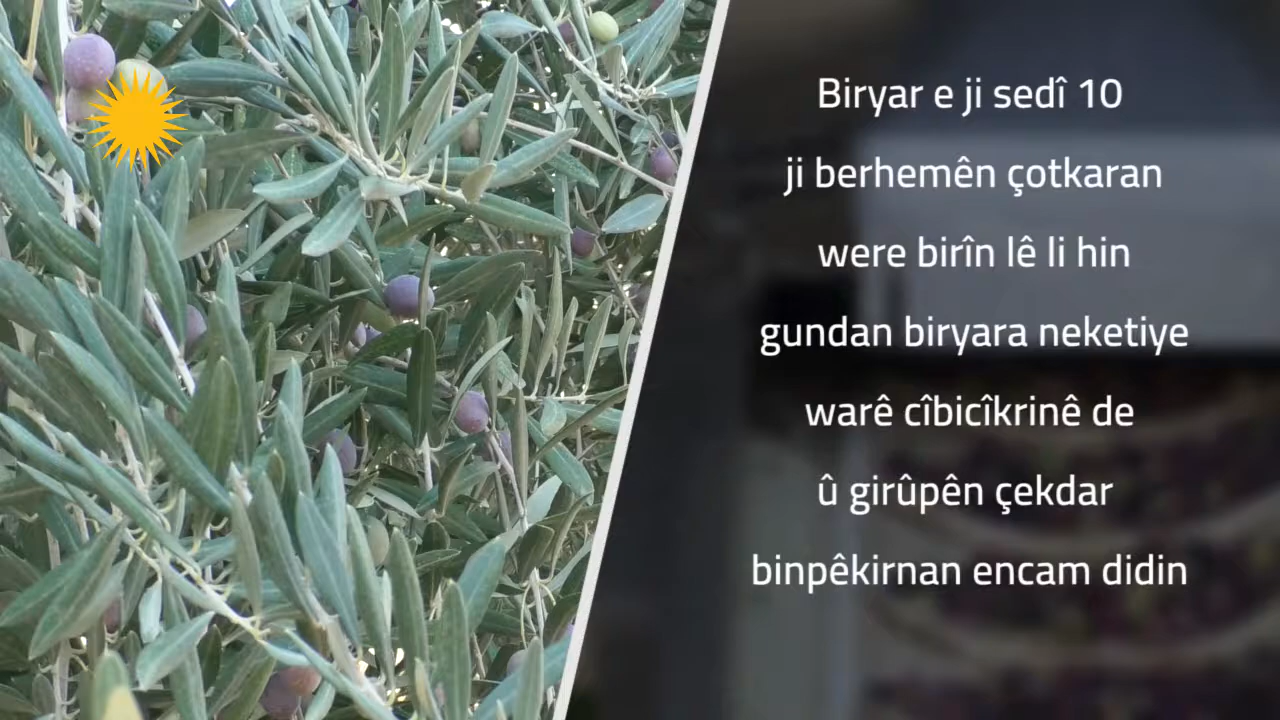 Biryar e ji sedî 10
ji berhemên çotkaran
were birîn lê li hin
gundan biryara neketiye
warê cîbicîkrinê de
û girûpên çekdar
binpêkirnan encam didin